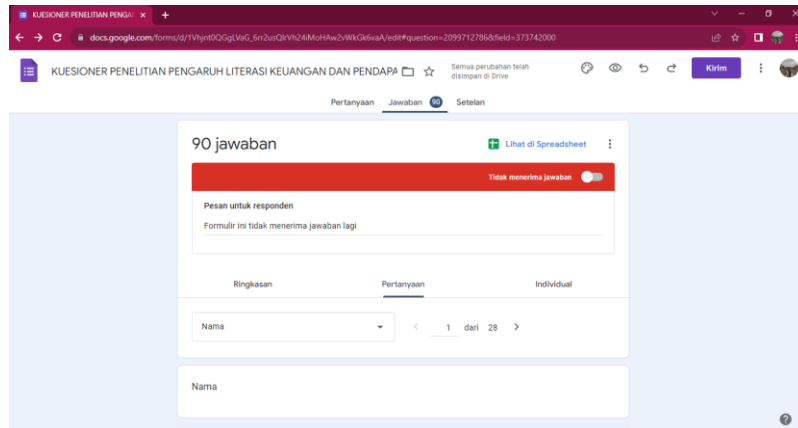 KUESIONER PENELITIAN PENGA
docs.google.com/forms/d/1Vhjnt0QGgLVaG_6rr2usQlrVh24iMoHAw2vWkGk6vaA/edit#question=2099712786&field=373742000
KUESIONER PENELITIAN PENGARUH LITERASI KEUANGAN DAN PENDAPA
Semua perubahan telah
disimpan di Drive
Kirim
Pertanyaan Jawaban 90 Setelan
90 jawaban
Lihat di Spreadsheet
Tidak menerima jawaban
Pesan untuk responden
Formulir ini tidak menerima jawaban lagi
Ringkasan Pertanyaan Individual
Nama 1 dari 28
Nama